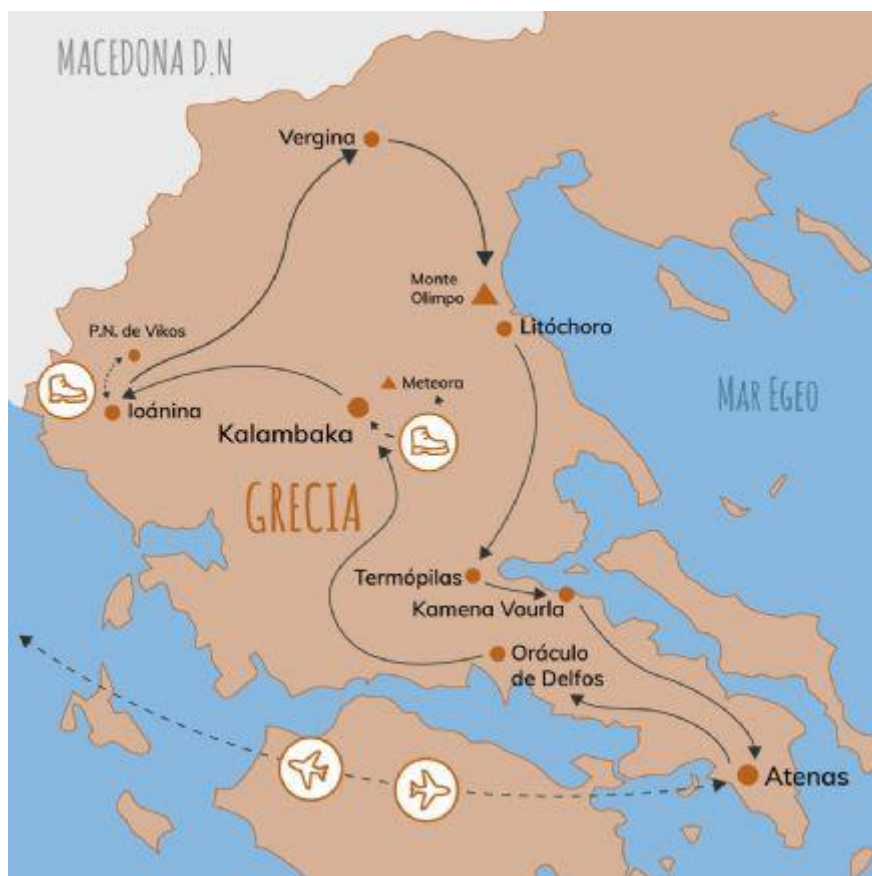 MACEDONA D.N
Vergina
Monte
Olimpo
Litóchoro
P.N. de Vikos
Ioánina
Meteora
Kalambaka
MAR EGEO
GRECIA
Termópilas
Kamena Vourla
Oráculo
de Delfos
Atenas